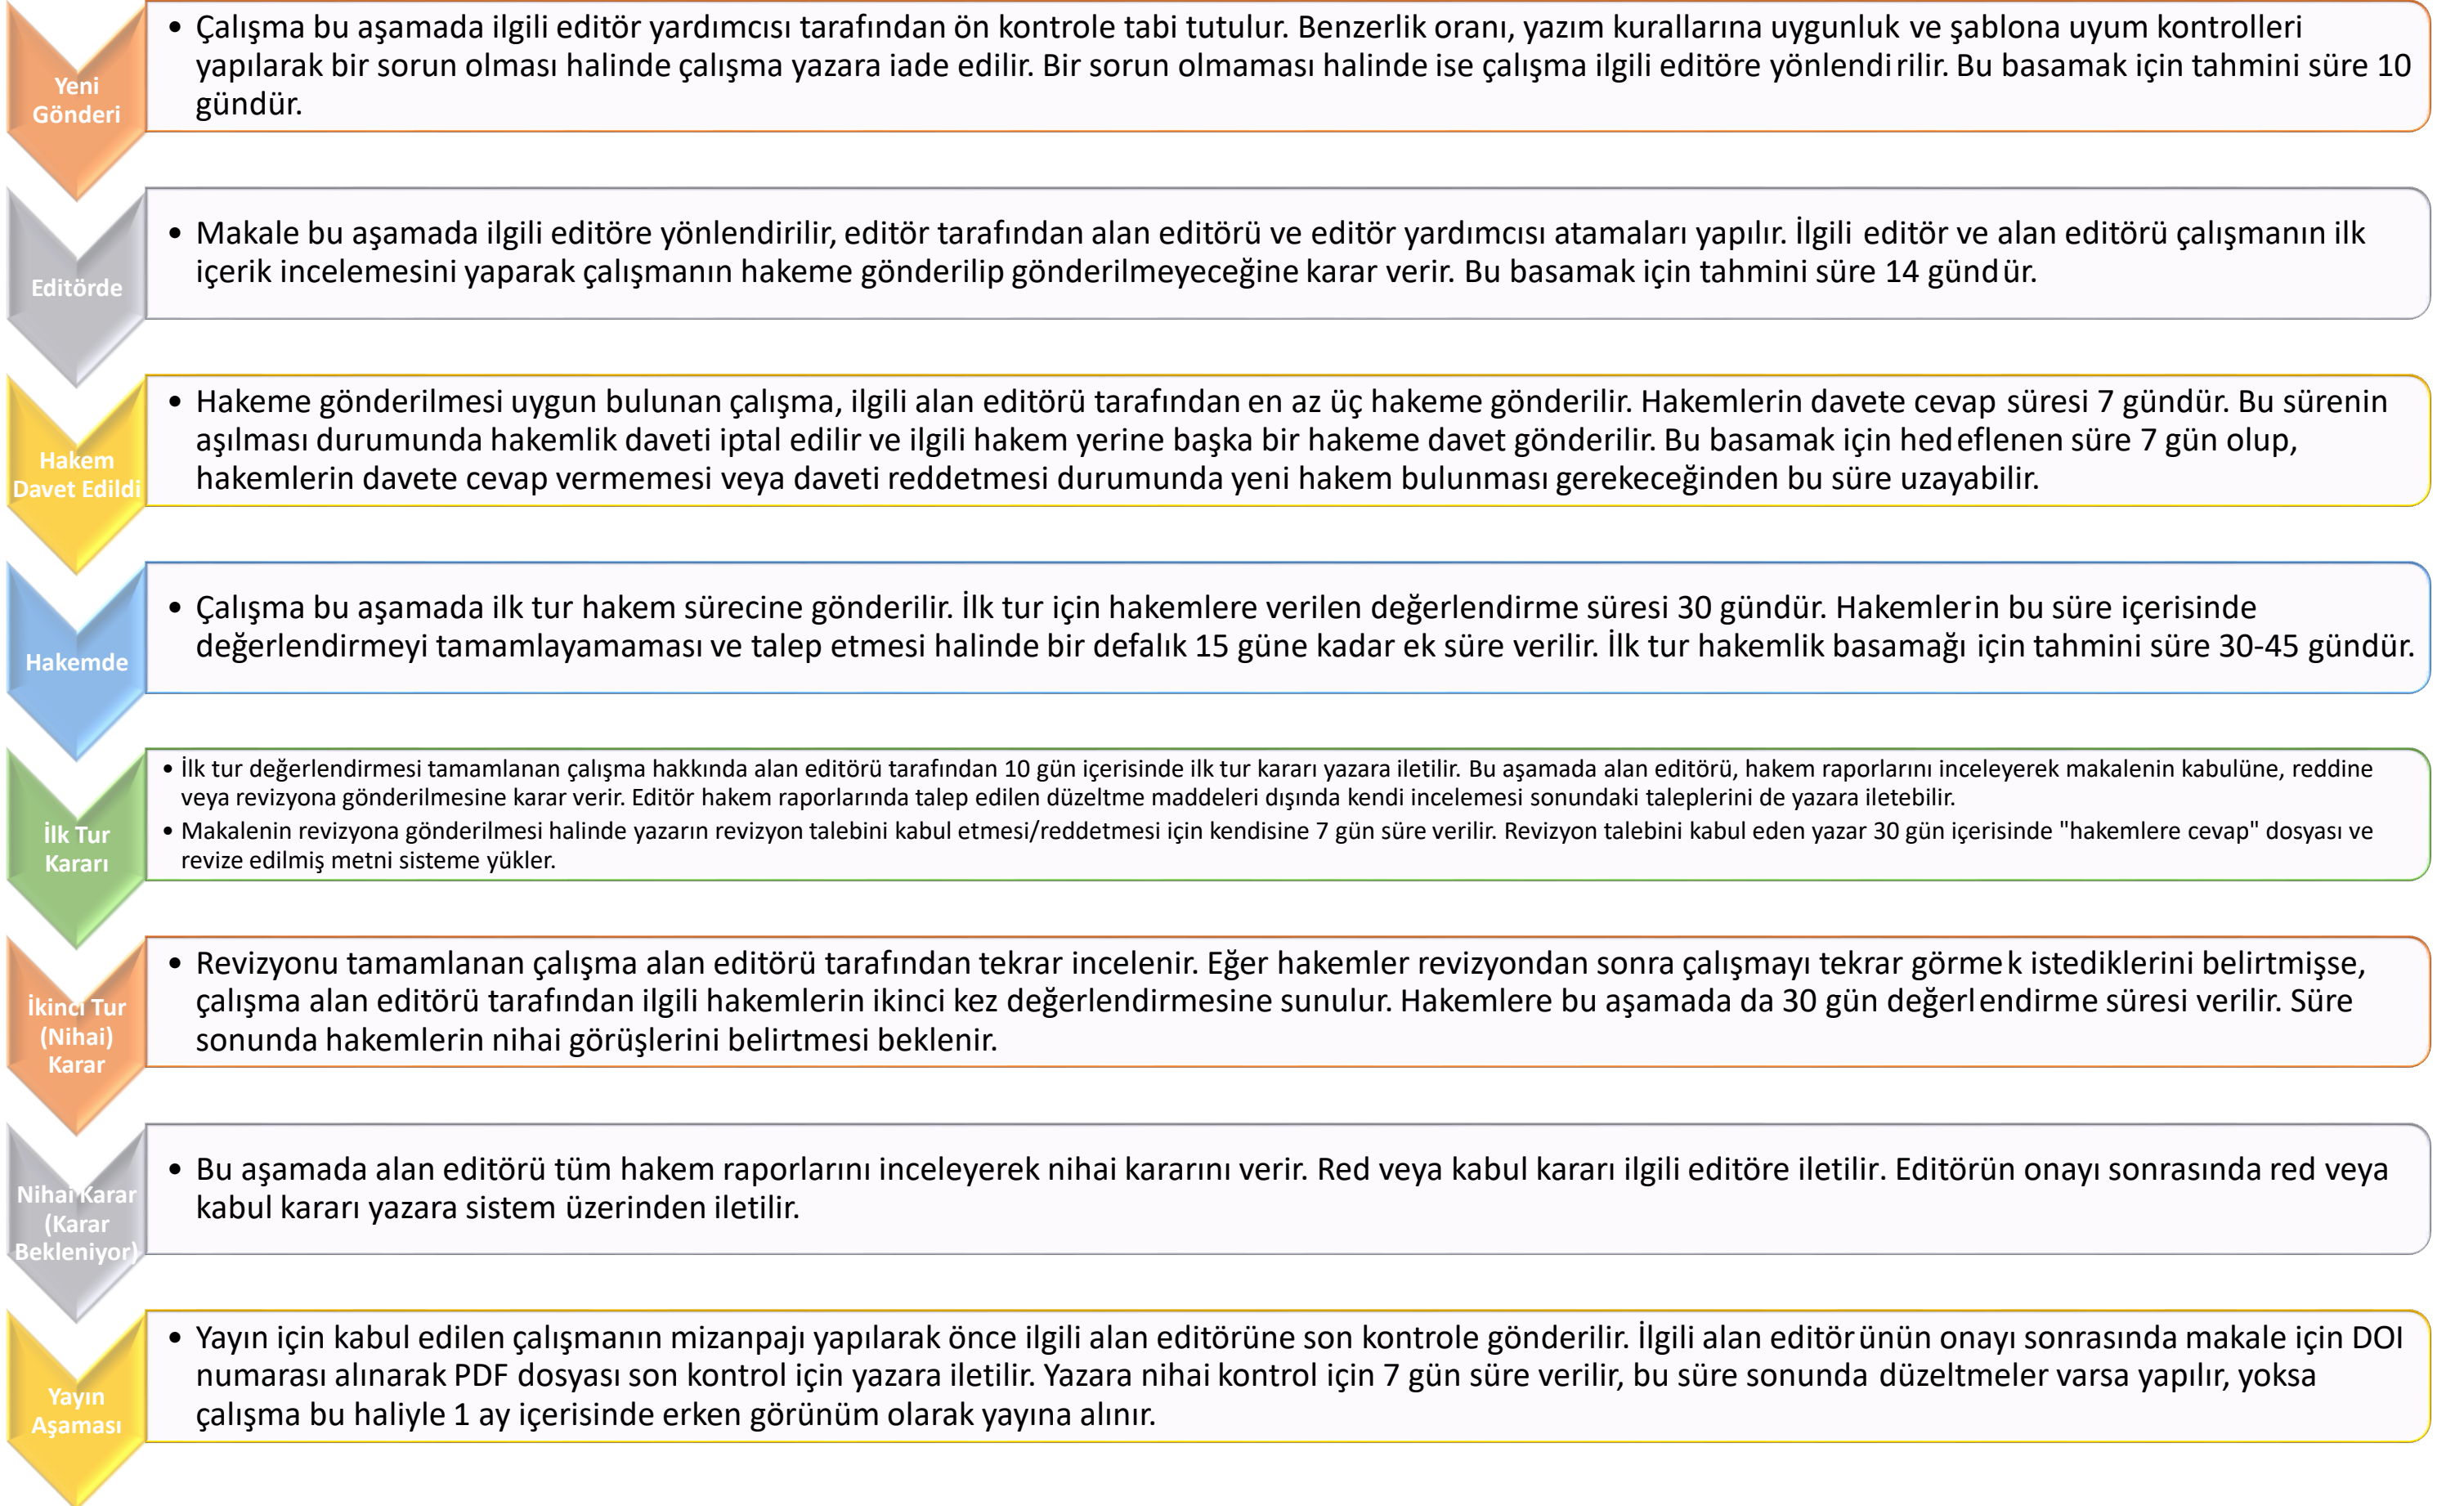 Yeni
Gönderi
• Çalışma bu aşamada ilgili editör yardımcısı tarafından ön kontrole tabi tutulur. Benzerlik oranı, yazım kurallarına uygunluk ve şablona uyum kontrolleri
yapılarak bir sorun olması halinde çalışma yazara iade edilir. Bir sorun olmaması halinde ise çalışma ilgili editöre yönlendirilir. Bu basamak için tahmini süre 10
gündür.
Editörde
• Makale bu aşamada ilgili editöre yönlendirilir, editör tarafından alan editörü ve editör yardımcısı atamaları yapılır. İlgili editör ve alan editörü çalışmanın ilk
içerik incelemesini yaparak çalışmanın hakeme gönderilip gönderilmeyeceğine karar verir. Bu basamak için tahmini süre 14 gündür.
Hakem
Davet Edildi
• Hakeme gönderilmesi uygun bulunan çalışma, ilgili alan editörü tarafından en az üç hakeme gönderilir. Hakemlerin davete cevap süresi 7 gündür. Bu sürenin
aşılması durumunda hakemlik daveti iptal edilir ve ilgili hakem yerine başka bir hakeme davet gönderilir. Bu basamak için hedeflenen süre 7 gün olup,
hakemlerin davete cevap vermemesi veya daveti reddetmesi durumunda yeni hakem bulunması gerekeceğinden bu süre uzayabilir.
Hakemde
• Çalışma bu aşamada ilk tur hakem sürecine gönderilir. İlk tur için hakemlere verilen değerlendirme süresi 30 gündür. Hakemlerin bu süre içerisinde
değerlendirmeyi tamamlayamaması ve talep etmesi halinde bir defalık 15 güne kadar ek süre verilir. İlk tur hakemlik basamağı için tahmini süre 30-45 gündür.
İlk Tur
Kararı
• İlk tur değerlendirmesi tamamlanan çalışma hakkında alan editörü tarafından 10 gün içerisinde ilk tur kararı yazara iletilir. Bu aşamada alan editörü, hakem raporlarını inceleyerek makalenin kabulüne, reddine
veya revizyona gönderilmesine karar verir. Editör hakem raporlarında talep edilen düzeltme maddeleri dışında kendi incelemesi sonundaki taleplerini de yazara iletebilir.
• Makalenin revizyona gönderilmesi halinde yazarın revizyon talebini kabul etmesi/reddetmesi için kendisine 7 gün süre verilir. Revizyon talebini kabul eden yazar 30 gün içerisinde "hakemlere cevap" dosyası ve
revize edilmiş metni sisteme yükler.
İkinci Tur
(Nihai)
Karar
• Revizyonu tamamlanan çalışma alan editörü tarafından tekrar incelenir. Eğer hakemler revizyondan sonra çalışmayı tekrar görmek istediklerini belirtmişse,
çalışma alan editörü tarafından ilgili hakemlerin ikinci kez değerlendirmesine sunulur. Hakemlere bu aşamada da 30 gün değerlendirme süresi verilir. Süre
sonunda hakemlerin nihai görüşlerini belirtmesi beklenir.
Nihai Karar
(Karar
Bekleniyor)
• Bu aşamada alan editörü tüm hakem raporlarını inceleyerek nihai kararını verir. Red veya kabul kararı ilgili editöre iletilir. Editörün onayı sonrasında red veya
kabul kararı yazara sistem üzerinden iletilir.
Yayın
Aşaması
• Yayın için kabul edilen çalışmanın mizanpajı yapılarak önce ilgili alan editörüne son kontrole gönderilir. İlgili alan editörünün onayı sonrasında makale için DOI
numarası alınarak PDF dosyası son kontrol için yazara iletilir. Yazara nihai kontrol için 7 gün süre verilir, bu süre sonunda düzeltmeler varsa yapılır, yoksa
çalışma bu haliyle 1 ay içerisinde erken görünüm olarak yayına alınır.